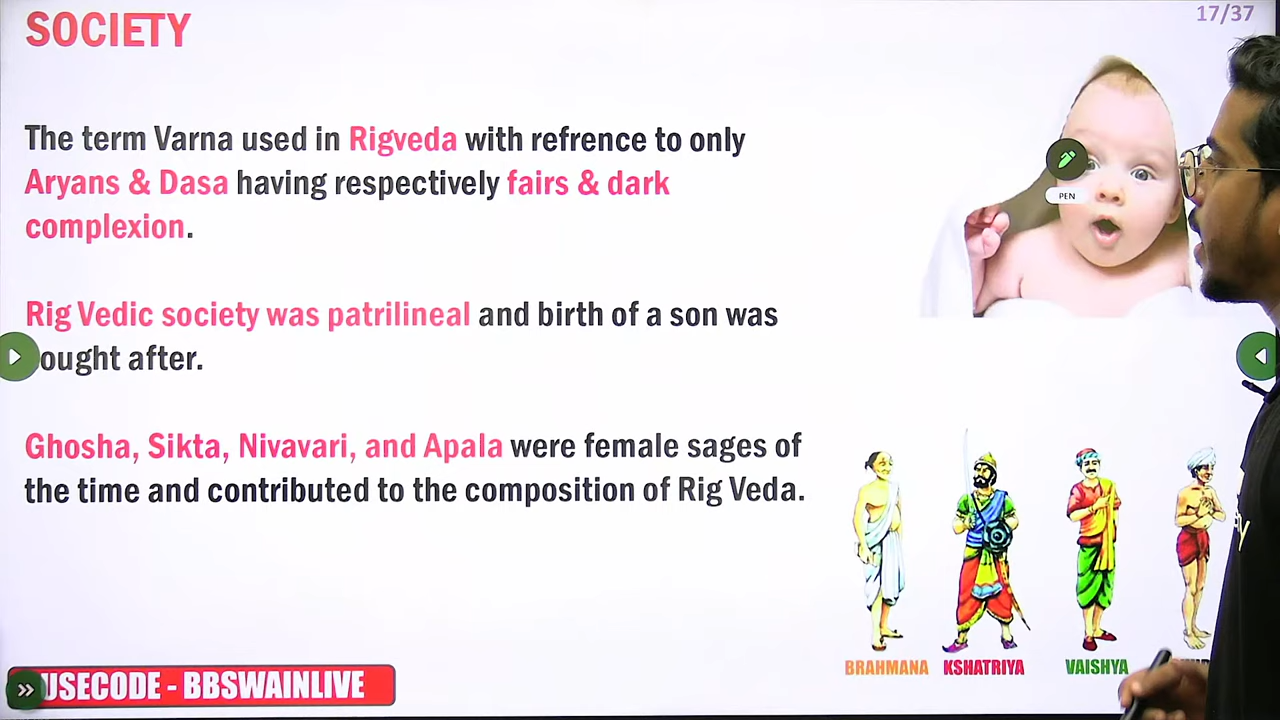 SOCIETY
17/37
The term Varna used in Rigveda with refrence to only
Aryans & Dasa having respectively fairs & dark
complexion.
PEN
Rig Vedic society was patrilineal and birth of a son was
ought after.
Ghosha, Sikta, Nivavari, and Apala were female sages of
the time and contributed to the composition of Rig Veda.
BRAHMANA KSHATRIYA VAISHYA
USECODE - BBSWAINLIVE